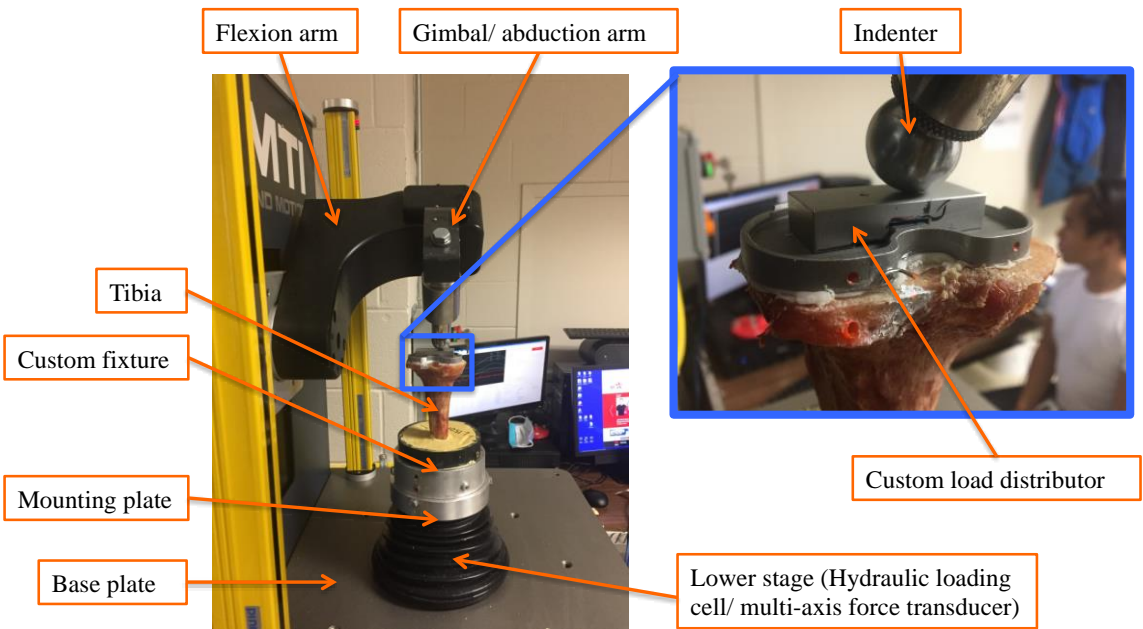 Flexion arm
Gimbal/ abduction arm
Indenter
MTI
Tibia
Custom fixture
Mounting plate
Base plate
Custom load distributor
Lower stage (Hydraulic loading
cell/ multi-axis force transducer)